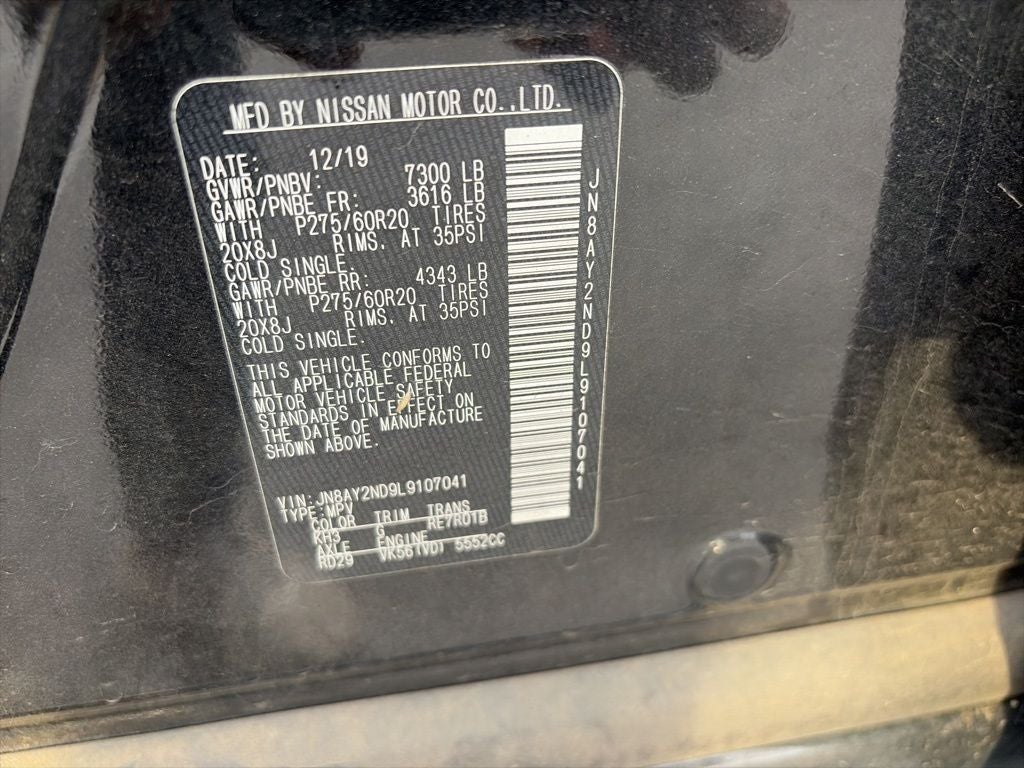 MFD BY NISSAN MOTOR CO.,LTD.
DATE: 12/19
GVWR/PNBV: 7300 LB
GAWR/PNBE FR: 3616 LB
WITH P275/60R20 TIRES
20X8J RIMS, AT 35PSI
COLD SINGLE.
GAWR/PNBE RR: 4343 LB
WITH P275/60R20 TIRES
20X8J RIMS, AT 35PSI
COLD SINGLE.
THIS VEHICLE CONFORMS TO
ALL APPLICABLE FEDERAL
MOTOR VEHICLE SAFETY
STANDARDS IN EFFECT ON
THE DATE OF MANUFACTURE
SHOWN ABOVE.
VIN: JN8AY2ND9L9107041
TYPE: MPV
COLOR TRIM TRANS
KH3 RE7R01B
AXLE ENGINE
RD29 VK56(VD) 5552CC
JN8AY2ND9L9107041